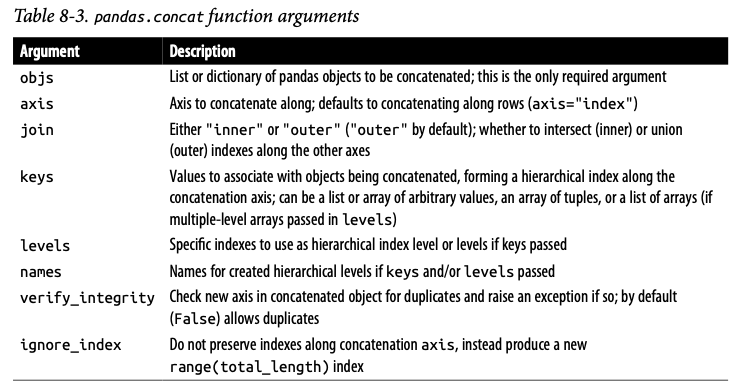 Table 8-3. pandas.concat function arguments
Argument Description
objs List or dictionary of pandas objects to be concatenated; this is the only required argument
axis Axis to concatenate along; defaults to concatenating along rows (axis="index")
join Either "inner" or "outer" ("outer" by default); whether to intersect (inner) or union
(outer) indexes along the other axes
keys Values to associate with objects being concatenated, forming a hierarchical index along the
concatenation axis; can be a list or array of arbitrary values, an array of tuples, or a list of arrays (if
multiple-level arrays passed in levels)
levels Specific indexes to use as hierarchical index level or levels if keys passed
names Names for created hierarchical levels if keys and/or levels passed
verify_integrity Check new axis in concatenated object for duplicates and raise an exception if so; by default
(False) allows duplicates
ignore_index Do not preserve indexes along concatenation axis, instead produce a new
range(total_length) index